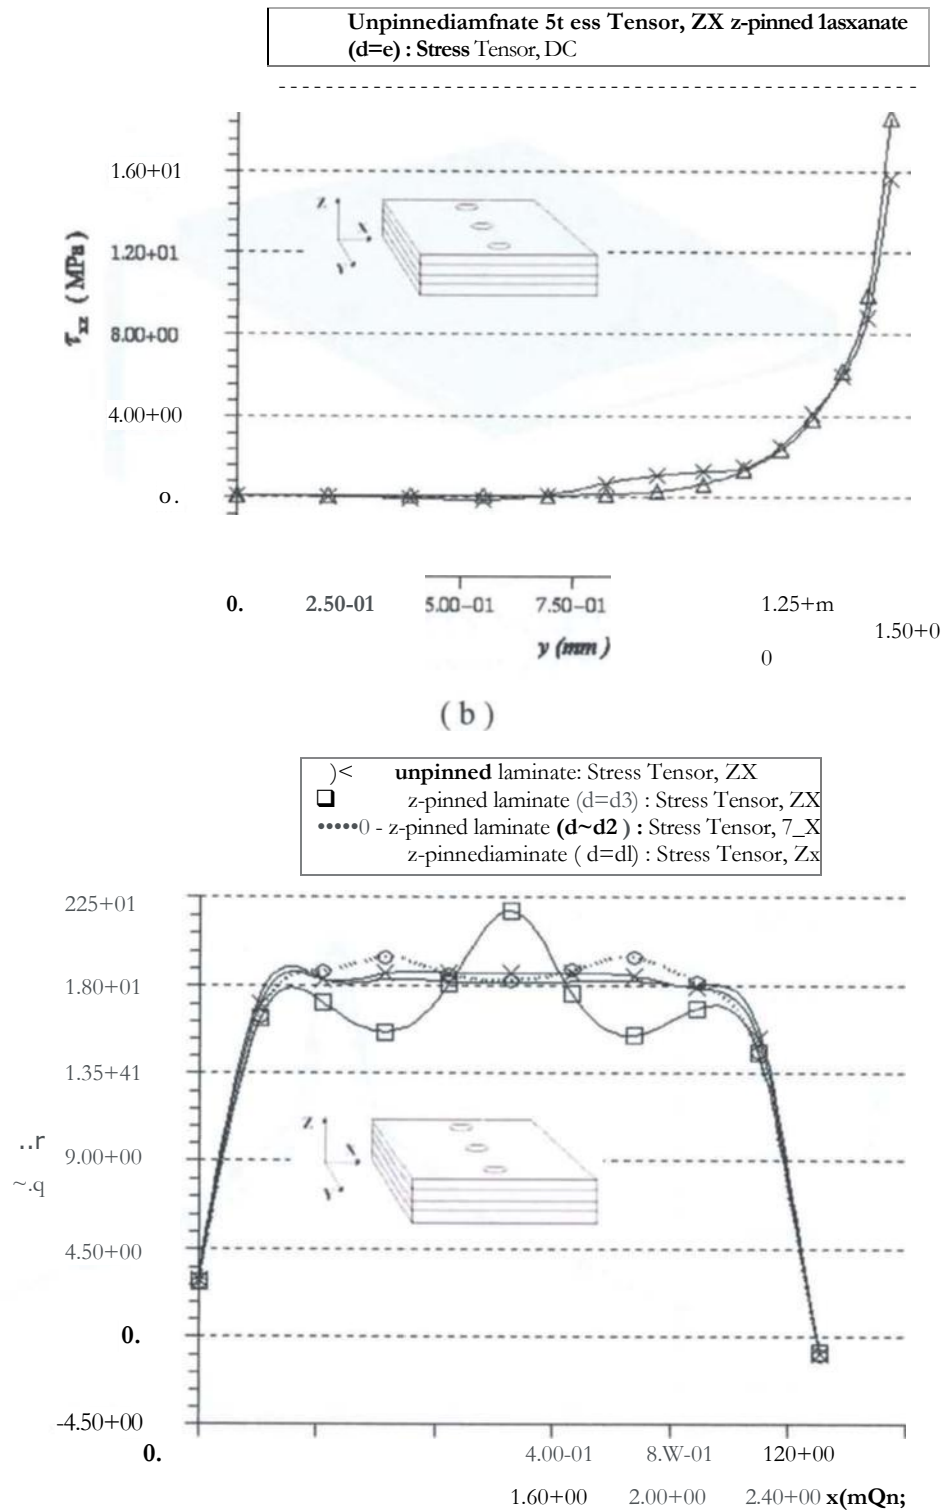 Unpinnediamfnate 5t ess Tensor, ZX z-pinned 1asxanate
(d=e) : Stress Tensor, DC
1.60+01
1.20+01
8.00+00
4.00+00
o.
τxz ( MPa )
Z
X
Y
0. 2.50-01 5.00-01 7.50-01 1.25+m
1.50+0
y (mm )
0
( b )
)< unpinned laminate: Stress Tensor, ZX
z-pinned laminate (d=d3) : Stress Tensor, ZX
•••••0 - z-pinned laminate (d~d2 ) : Stress Tensor, 7_X
z-pinnediaminate ( d=dl) : Stress Tensor, Zx
225+01
1.80+01
1.35+41
..r
9.00+00
~.q
4.50+00
0.
-4.50+00
Z
X
Y
0. 4.00-01 8.W-01 120+00
1.60+00 2.00+00 2.40+00 x(mQn;